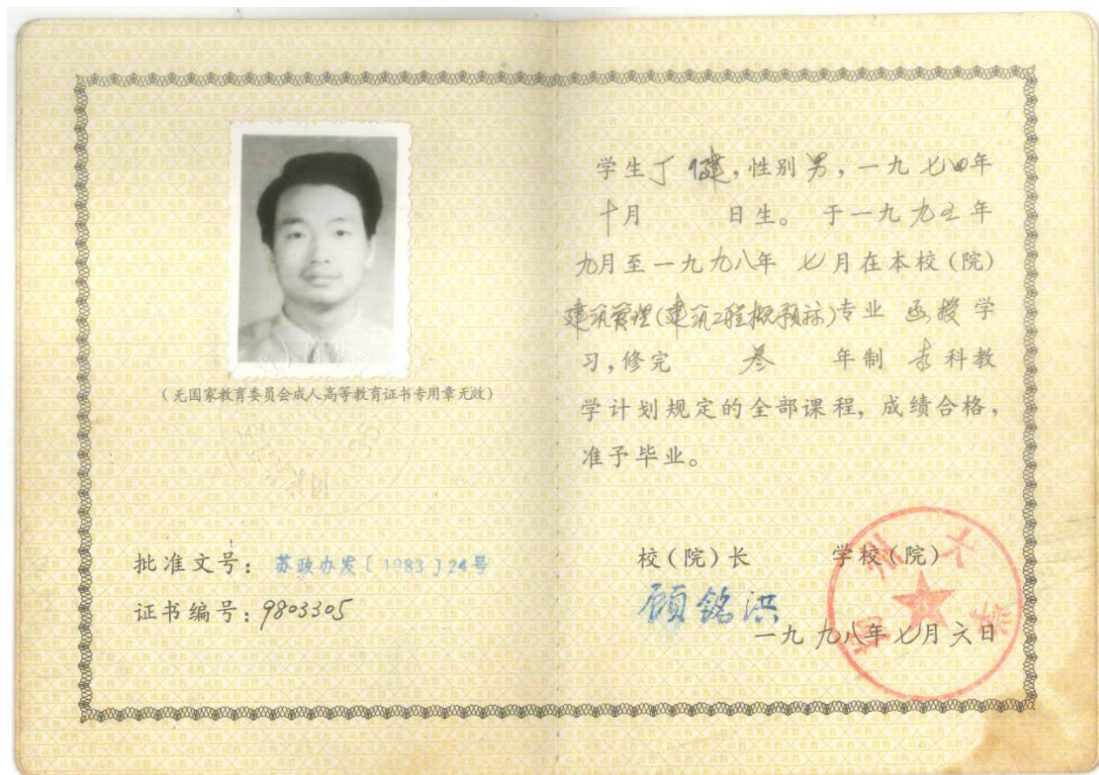 (无国家教育委员会成人高等教育证书专用章无效)
批准文号：苏政办发〔1983〕24号
证书编号：9803305
学生丁健，性别男，一九七四年
十月 日生。于一九九五年
九月至一九九八年 七月在本校(院)
建筑管理(建筑工程概预算)专业 函授学
习，修完 叁 年制 专科教
学计划规定的全部课程，成绩合格，
准予毕业。
校(院)长 学校(院)
顾铭洪
一九九八年七月六日